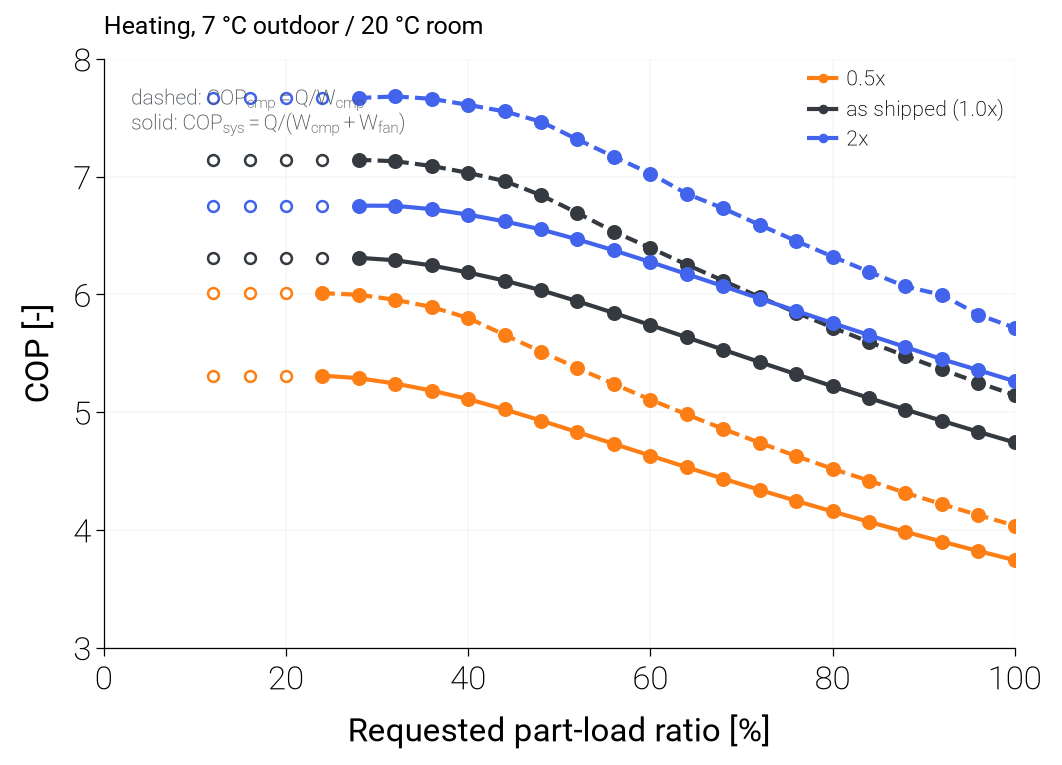 Heating, 7 °C outdoor / 20 °C room
8
7
6
5
4
3
COP [-]
dashed: COPcmp = Q/Wcmp
solid: COPsys = Q/(Wcmp + Wfan)
0.5x
as shipped (1.0x)
2x
0 20 40 60 80 100
Requested part-load ratio [%]